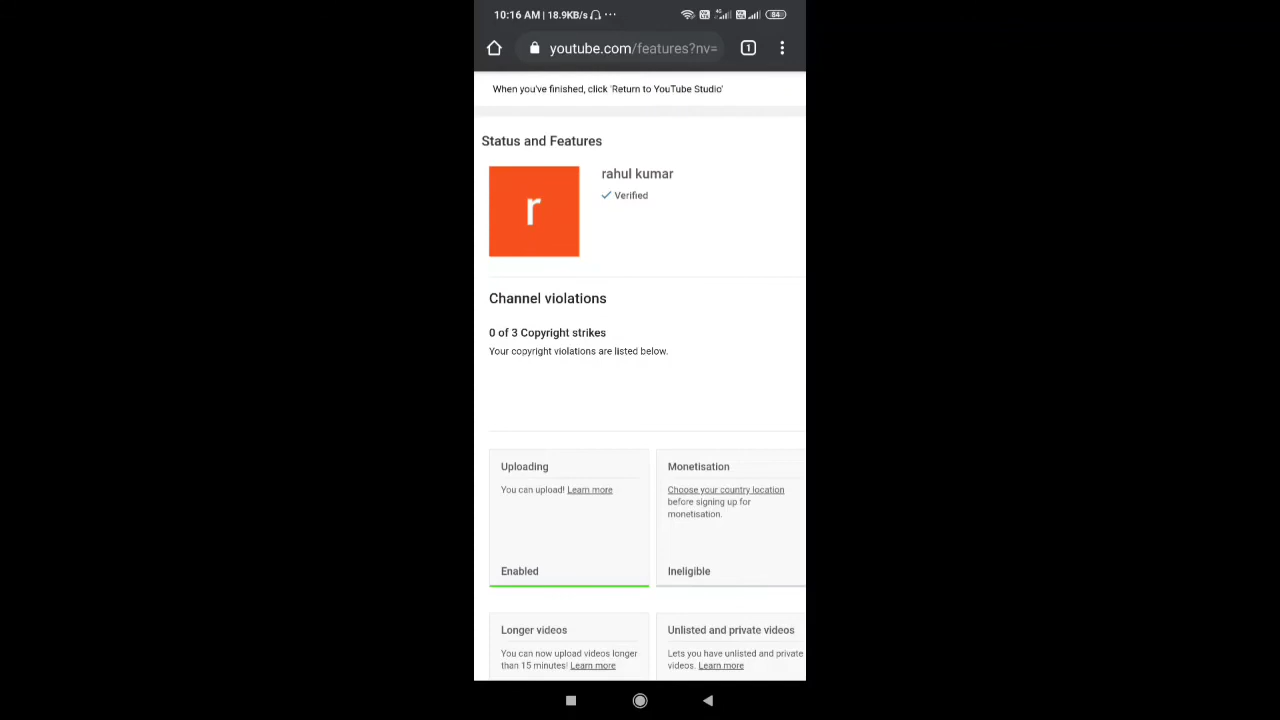 10:16 AM | 18.9KB/s ...
4G 84
youtube.com/features?nv=
1
When you've finished, click 'Return to YouTube Studio'
Status and Features
r
rahul kumar
Verified
Channel violations
0 of 3 Copyright strikes
Your copyright violations are listed below.
Uploading
You can upload! Learn more
Enabled
Monetisation
Choose your country location
before signing up for
monetisation.
Ineligible
Longer videos
You can now upload videos longer
than 15 minutes! Learn more
Unlisted and private videos
Lets you have unlisted and private
videos. Learn more